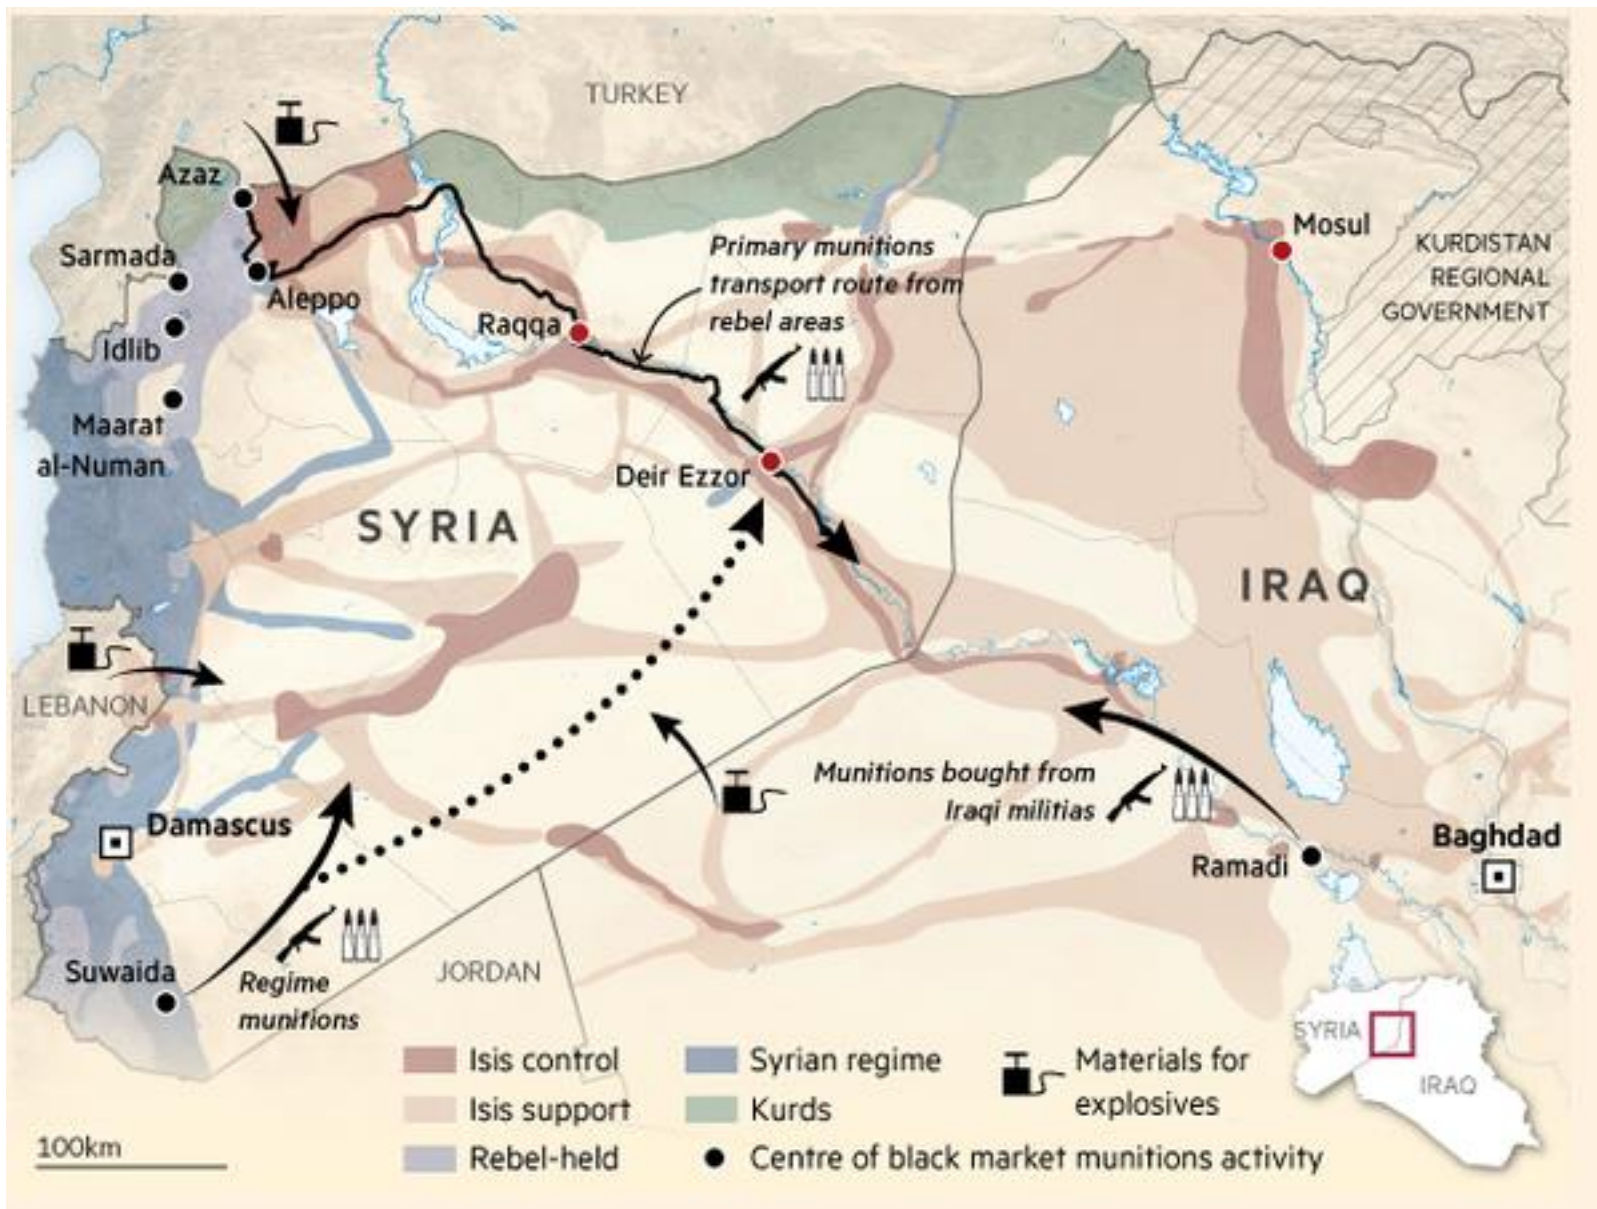 TURKEY
Azaz
Sarmada
Aleppo
Idlib
Maarat
al-Numan
Raqqa
Primary munitions
transport route from
rebel areas
Mosul
KURDISTAN
REGIONAL
GOVERNMENT
Deir Ezzor
SYRIA
IRAQ
LEBANON
Damascus
Munitions bought from
Iraqi militias
Ramadi
Baghdad
Suwaida
Regime
munitions
JORDAN
Isis control
Isis support
Rebel-held
Syrian regime
Kurds
Materials for
explosives
Centre of black market munitions activity
100km
SYRIA
IRAQ